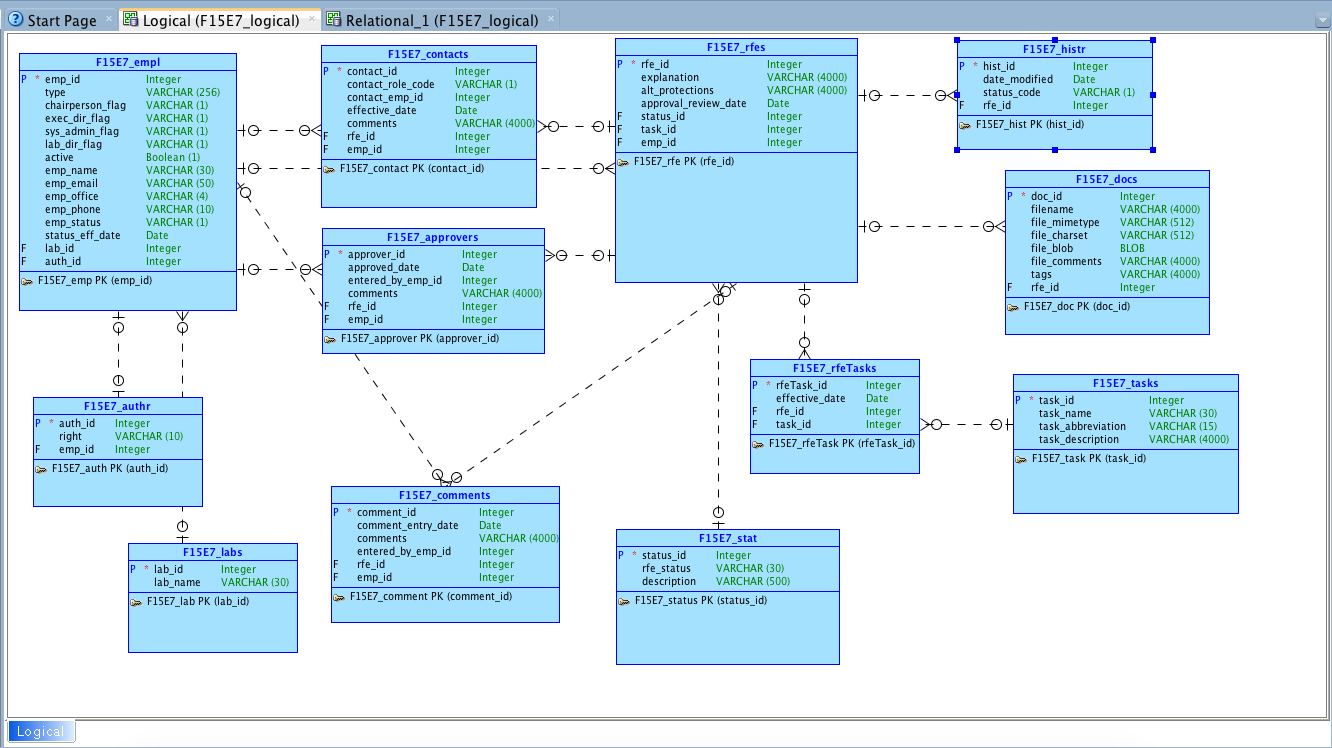 Start Page
Logical (F15E7_logical)
Relational_1 (F15E7_logical)
F15E7_empl
P * emp_id Integer
type VARCHAR (256)
chairperson_flag VARCHAR (1)
exec_dir_flag VARCHAR (1)
sys_admin_flag VARCHAR (1)
lab_dir_flag VARCHAR (1)
active Boolean (1)
emp_name VARCHAR (30)
emp_email VARCHAR (50)
emp_office VARCHAR (4)
emp_phone VARCHAR (10)
emp_status VARCHAR (1)
status_eff_date Date
F lab_id Integer
F auth_id Integer
F15E7_emp PK (emp_id)
F15E7_contacts
P * contact_id Integer
contact_role_code VARCHAR (1)
contact_emp_id Integer
effective_date Date
comments VARCHAR (4000)
F rfe_id Integer
F emp_id Integer
F15E7_contact PK (contact_id)
F15E7_rfes
P * rfe_id Integer
explanation VARCHAR (4000)
alt_protections VARCHAR (4000)
approval_review_date Date
F status_id Integer
F task_id Integer
F emp_id Integer
F15E7_rfe PK (rfe_id)
F15E7_histr
P * hist_id Integer
date_modified Date
status_code VARCHAR (1)
F rfe_id Integer
F15E7_hist PK (hist_id)
F15E7_docs
P * doc_id Integer
filename VARCHAR (4000)
file_mimetype VARCHAR (512)
file_charset VARCHAR (512)
file_blob BLOB
file_comments VARCHAR (4000)
tags VARCHAR (4000)
F rfe_id Integer
F15E7_doc PK (doc_id)
F15E7_approvers
P * approver_id Integer
approved_date Date
entered_by_emp_id Integer
comments VARCHAR (4000)
F rfe_id Integer
F emp_id Integer
F15E7_approver PK (approver_id)
F15E7_rfeTasks
P * rfeTask_id Integer
effective_date Date
F rfe_id Integer
F task_id Integer
F15E7_rfeTask PK (rfeTask_id)
F15E7_tasks
P * task_id Integer
task_name VARCHAR (30)
task_abbreviation VARCHAR (15)
task_description VARCHAR (4000)
F15E7_task PK (task_id)
F15E7_authr
P * auth_id Integer
right VARCHAR (10)
F emp_id Integer
F15E7_auth PK (auth_id)
F15E7_comments
P * comment_id Integer
comment_entry_date Date
comments VARCHAR (4000)
entered_by_emp_id Integer
F rfe_id Integer
F emp_id Integer
F15E7_comment PK (comment_id)
F15E7_stat
P * status_id Integer
rfe_status VARCHAR (30)
description VARCHAR (500)
F15E7_status PK (status_id)
F15E7_labs
P * lab_id Integer
lab_name VARCHAR (30)
F15E7_lab PK (lab_id)
Logical